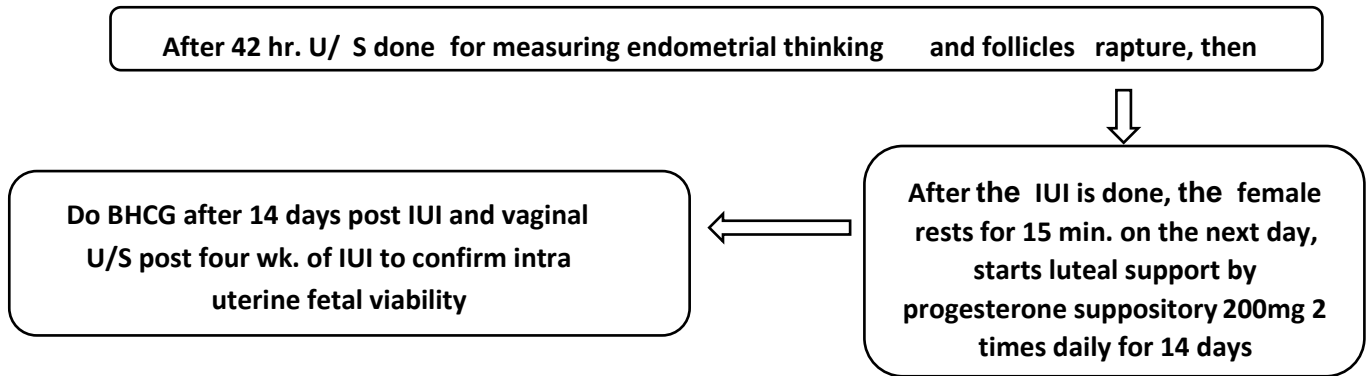 After 42 hr. U/ S done for measuring endometrial thinking and follicles rapture, then
After the IUI is done, the female
rests for 15 min. on the next day,
starts luteal support by
progesterone suppository 200mg 2
times daily for 14 days
Do BHCG after 14 days post IUI and vaginal
U/S post four wk. of IUI to confirm intra
uterine fetal viability